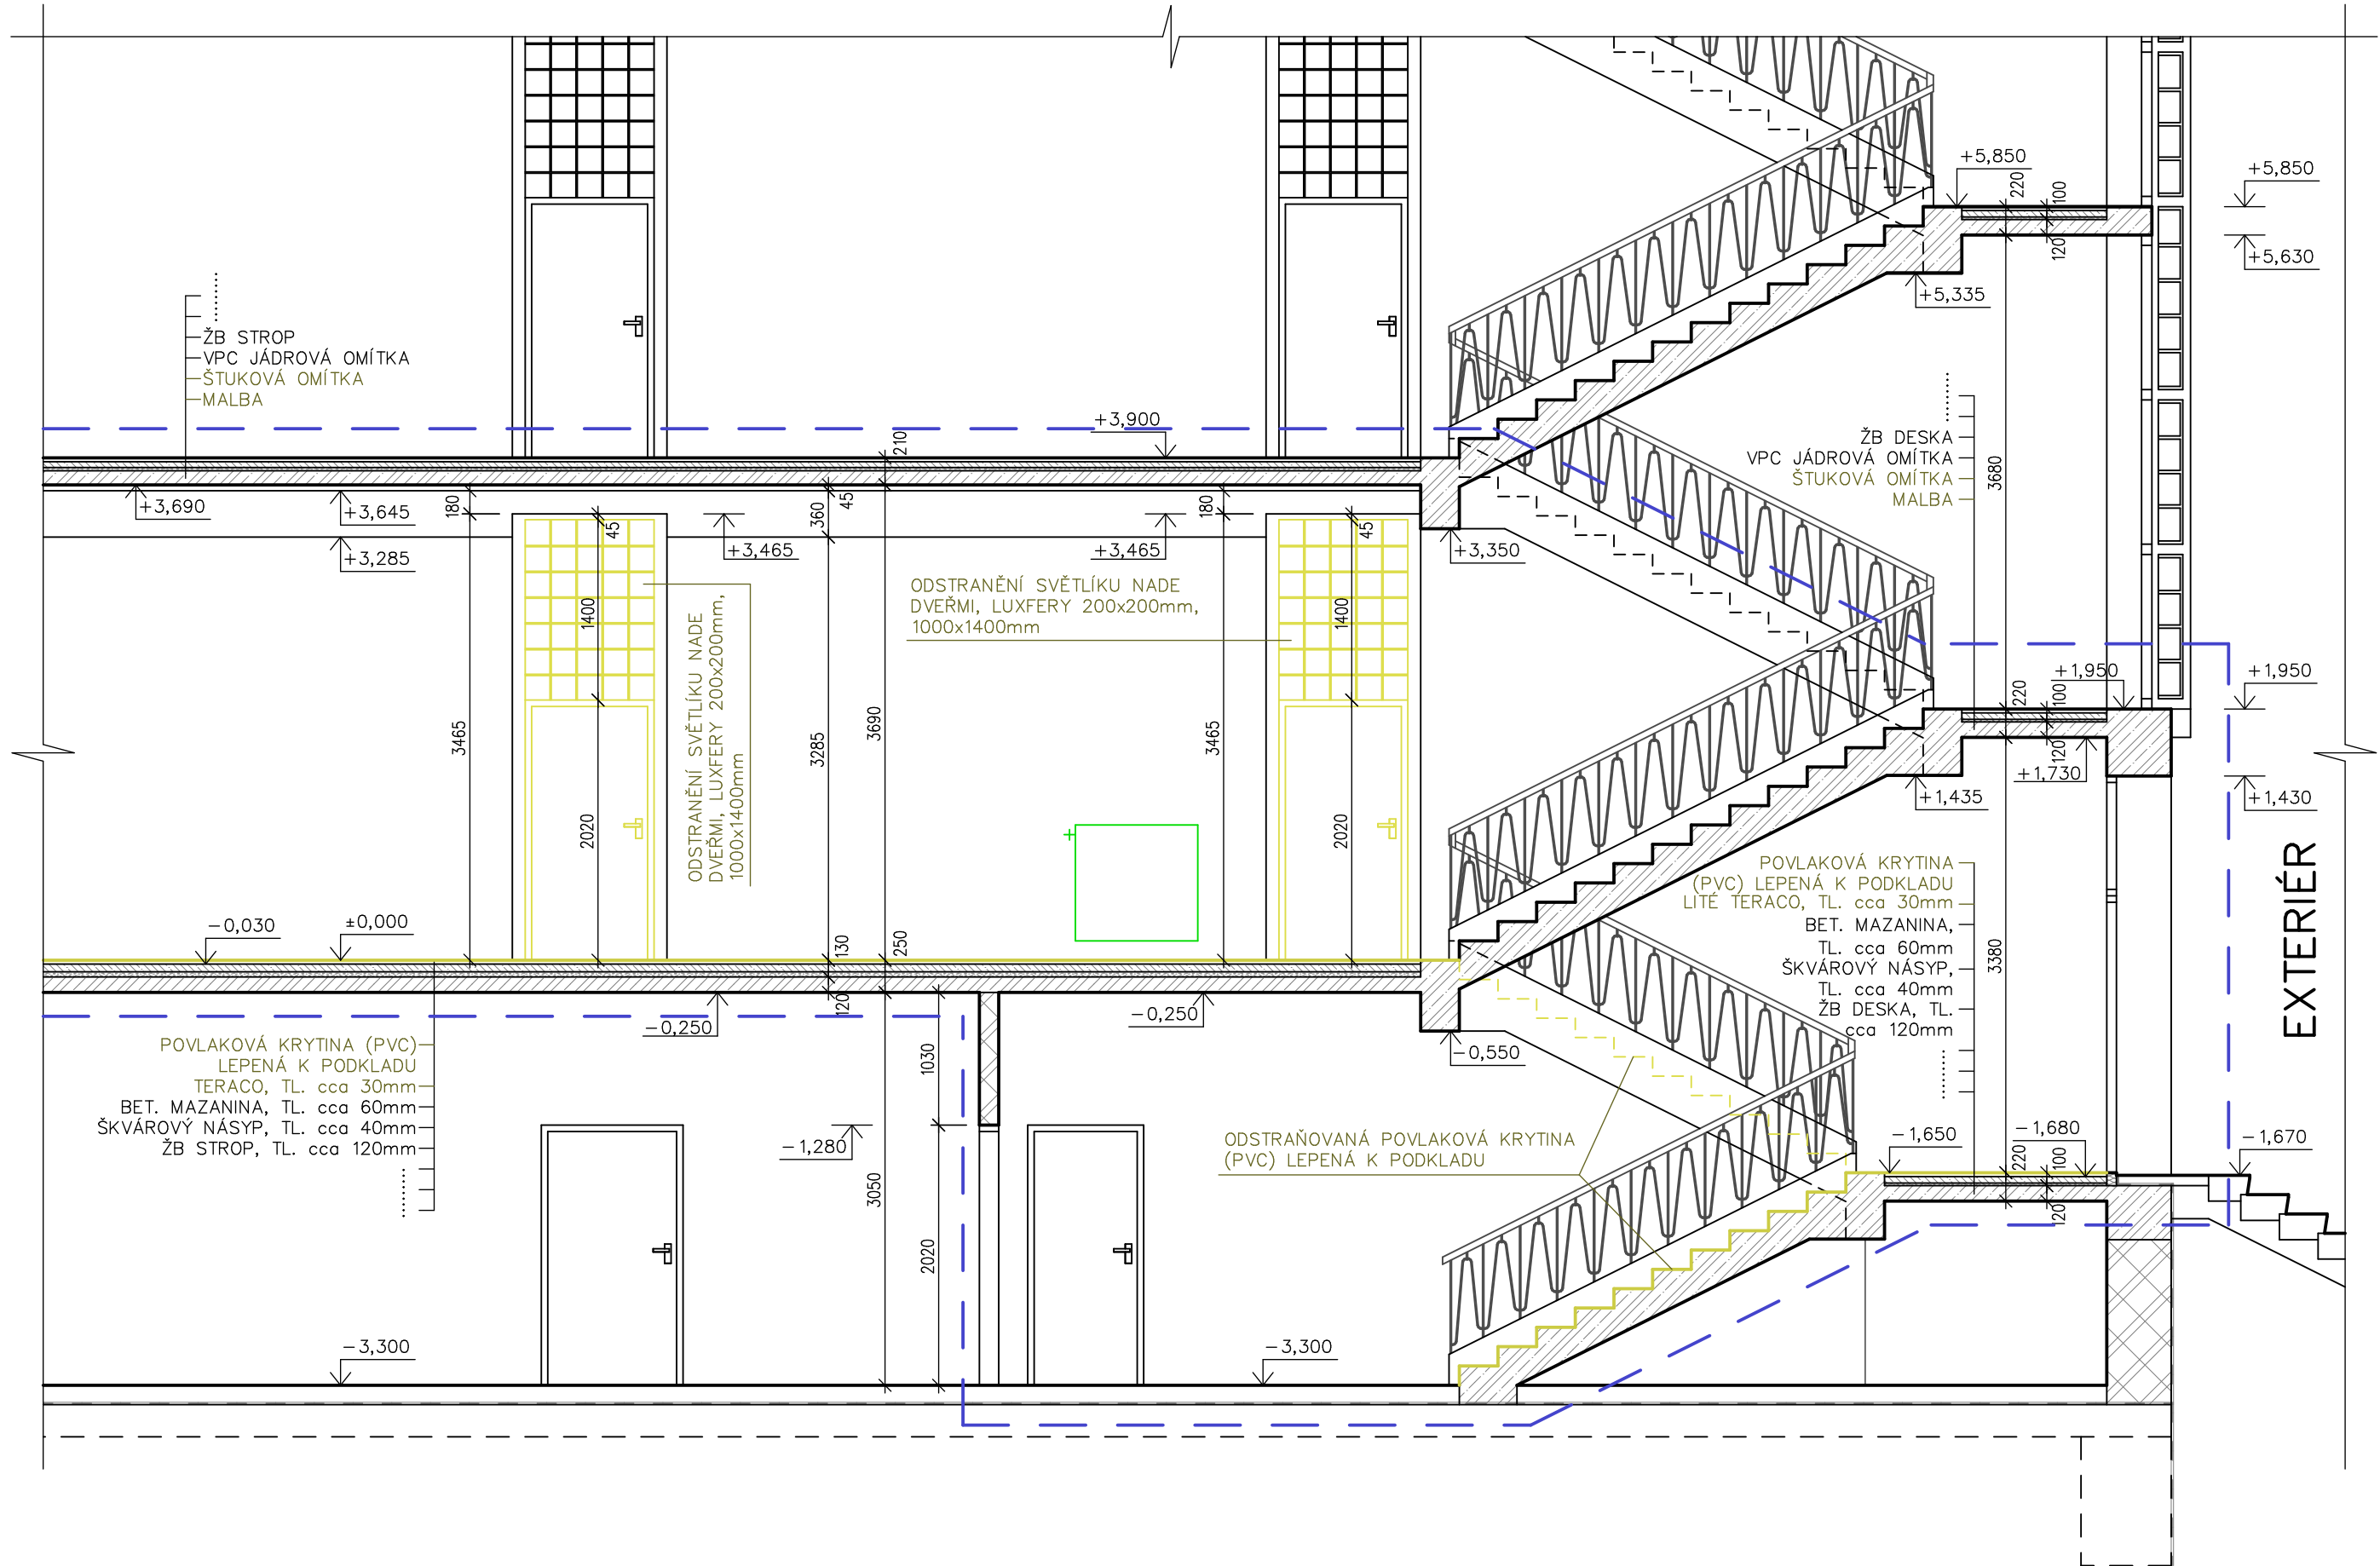 +5,850
220
100
+5,850
120
+5,630
+5,335
ŽB STROP
VPC JÁDROVÁ OMÍTKA
ŠTUKOVÁ OMÍTKA
MALBA
+3,900
210
ŽB DESKA
VPC JÁDROVÁ OMÍTKA
ŠTUKOVÁ OMÍTKA
MALBA
3680
+3,690
+3,645
180
360
45
180
45
+3,465
45
+3,465
+3,285
+3,350
1400
ODSTRANĚNÍ SVĚTLÍKU NADE
DVEŘMI, LUXFERY 200x200mm,
1000x1400mm
ODSTRANĚNÍ SVĚTLÍKU NADE
DVEŘMI, LUXFERY 200x200mm,
1000x1400mm
1400
3465
3285
3690
3465
2020
2020
220
100
+1,950
+1,950
120
+1,730
+1,435
+1,430
EXTERIÉR
POVLAKOVÁ KRYTINA
(PVC) LEPENÁ K PODKLADU
LITÉ TERACO, TL. cca 30mm
BET. MAZANINA,
TL. cca 60mm
ŠKVÁROVÝ NÁSYP,
TL. cca 40mm
ŽB DESKA, TL.
cca 120mm
3380
-0,030
±0,000
130
250
120
-0,250
-0,250
-0,550
POVLAKOVÁ KRYTINA (PVC)
LEPENÁ K PODKLADU
TERACO, TL. cca 30mm
BET. MAZANINA, TL. cca 60mm
ŠKVÁROVÝ NÁSYP, TL. cca 40mm
ŽB STROP, TL. cca 120mm
1030
-1,280
3050
2020
ODSTRAŇOVANÁ POVLAKOVÁ KRYTINA
(PVC) LEPENÁ K PODKLADU
-1,650
220
100
-1,680
-1,670
120
-3,300
-3,300